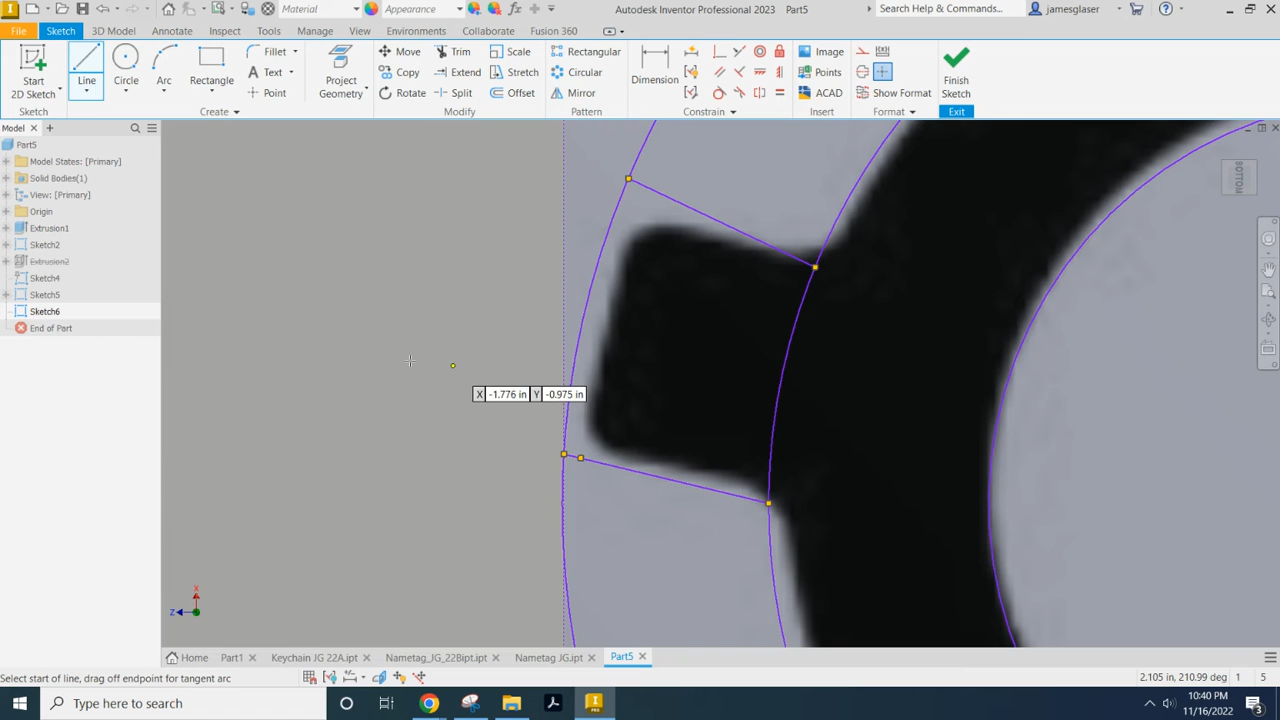 Material
Appearance
Autodesk Inventor Professional 2023 Part5
Search Help & Commands...
jamesglaser
File Sketch 3D Model Annotate Inspect Tools Manage View Environments Collaborate Fusion 360
Start
2D Sketch
Line
Circle
Arc
Rectangle
Fillet
Text
Point
Project
Geometry
Move
Copy
Rotate
Trim
Extend
Split
Scale
Stretch
Offset
Rectangular
Circular
Mirror
Dimension
Image
Points
ACAD
Show Format
Finish
Sketch
Sketch Create Modify Pattern Constrain Insert Format Exit
Model
Part5
Model States: [Primary]
Solid Bodies(1)
View: [Primary]
Origin
Extrusion1
Sketch2
Extrusion2
Sketch4
Sketch5
Sketch6
End of Part
BOTTOM
X -1.776 in Y -0.975 in
X
Z
Home Part1 Keychain JG 22A.ipt Nametag_JG_22Bipt.ipt Nametag JG.ipt Part5
Select start of line, drag off endpoint for tangent arc
2.105 in, 210.99 deg 1 5
Type here to search
PRO
10:40 PM
11/16/2022
3